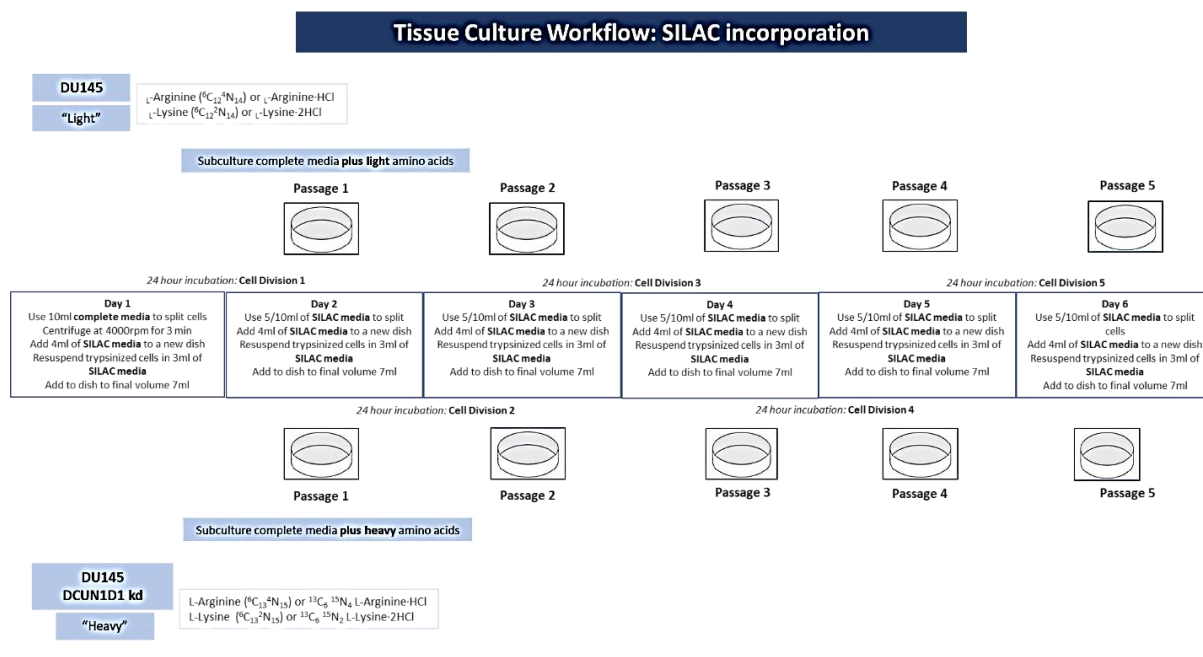 Tissue Culture Workflow: SILAC incorporation
DU145
"Light"
L-Arginine (⁶C₁₂⁴N₁₄) or L-Arginine·HCl
L-Lysine (⁶C₁₂²N₁₄) or L-Lysine·2HCl
Subculture complete media plus light amino acids
Passage 1
Passage 2
Passage 3
Passage 4
Passage 5
24 hour incubation: Cell Division 1
24 hour incubation: Cell Division 3
24 hour incubation: Cell Division 5
Day 1
Use 10ml complete media to split cells
Centrifuge at 4000rpm for 3 min
Add 4ml of SILAC media to a new dish
Resuspend trypsinized cells in 3ml of
SILAC media
Add to dish to final volume 7ml
Day 2
Use 5/10ml of SILAC media to split
Add 4ml of SILAC media to a new dish
Resuspend trypsinized cells in 3ml of
SILAC media
Add to dish to final volume 7ml
Day 3
Use 5/10ml of SILAC media to split
Add 4ml of SILAC media to a new dish
Resuspend trypsinized cells in 3ml of
SILAC media
Add to dish to final volume 7ml
Day 4
Use 5/10ml of SILAC media to split
Add 4ml of SILAC media to a new dish
Resuspend trypsinized cells in 3ml of
SILAC media
Add to dish to final volume 7ml
Day 5
Use 5/10ml of SILAC media to split
Add 4ml of SILAC media to a new dish
Resuspend trypsinized cells in 3ml of
SILAC media
Add to dish to final volume 7ml
Day 6
Use 5/10ml of SILAC media to split
cells
Add 4ml of SILAC media to a new dish
Resuspend trypsinized cells in 3ml of
SILAC media
Add to dish to final volume 7ml
24 hour incubation: Cell Division 2
24 hour incubation: Cell Division 4
Passage 1
Passage 2
Passage 3
Passage 4
Passage 5
Subculture complete media plus heavy amino acids
DU145
DCUN1D1 kd
"Heavy"
L-Arginine (⁶C₁₃⁴N₁₅) or ¹³C₆ ¹⁵N₄ L-Arginine·HCl
L-Lysine (⁶C₁₃²N₁₅) or ¹³C₆ ¹⁵N₂ L-Lysine·2HCl